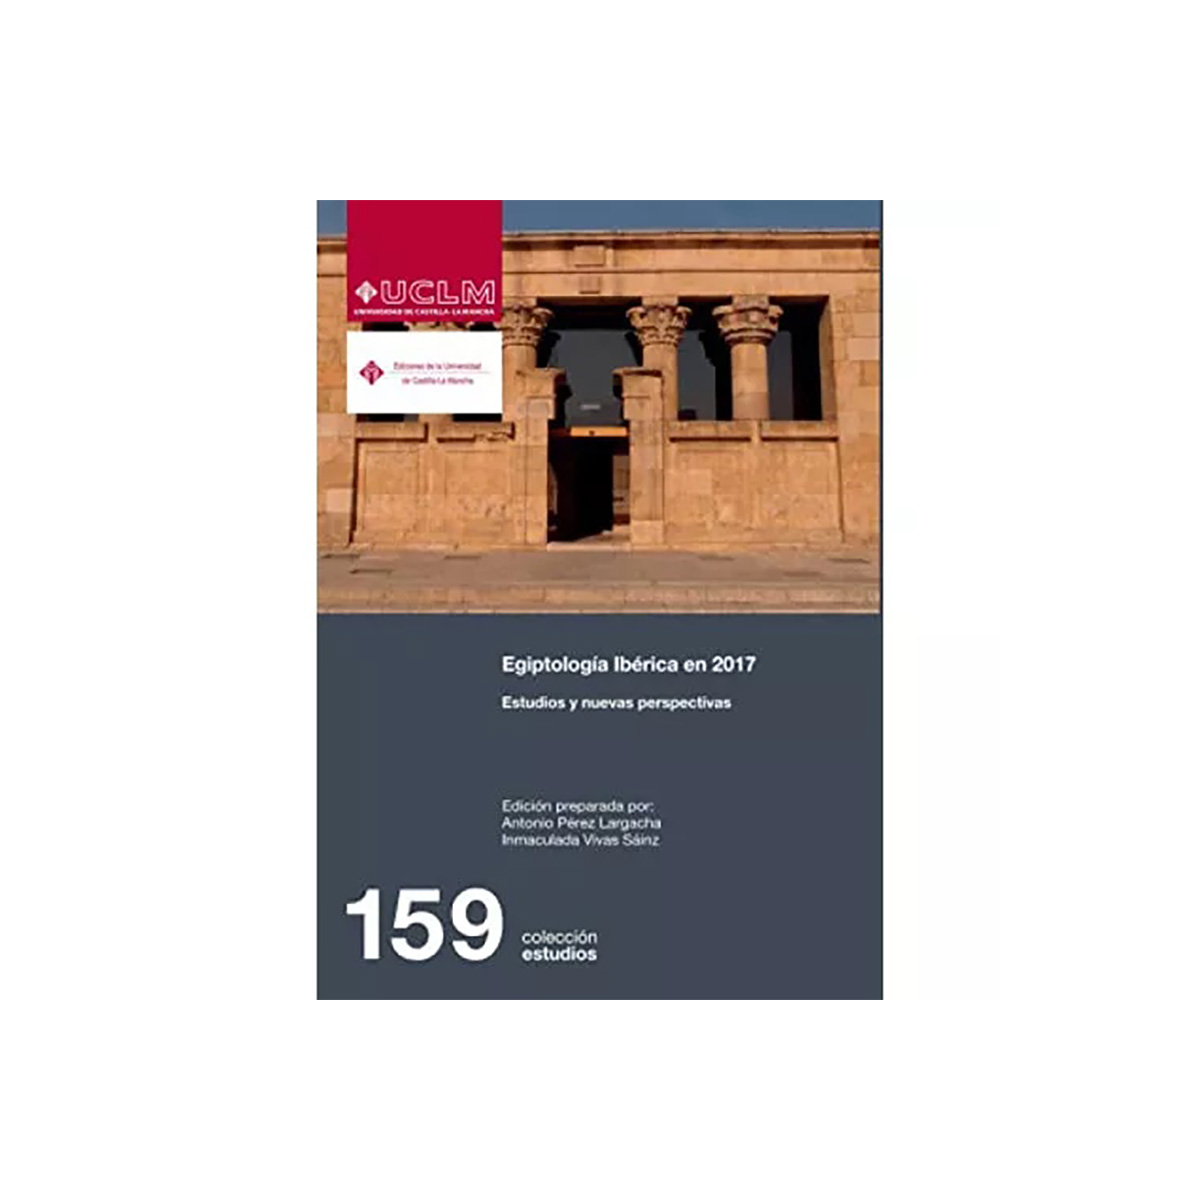 UCLM
UNIVERSIDAD DE CASTILLA-LA MANCHA
Ediciones de la Universidad
de Castilla-La Mancha
Egiptología Ibérica en 2017
Estudios y nuevas perspectivas
Edición preparada por:
Antonio Pérez Largacha
Inmaculada Vivas Sáinz
159
colección
estudios